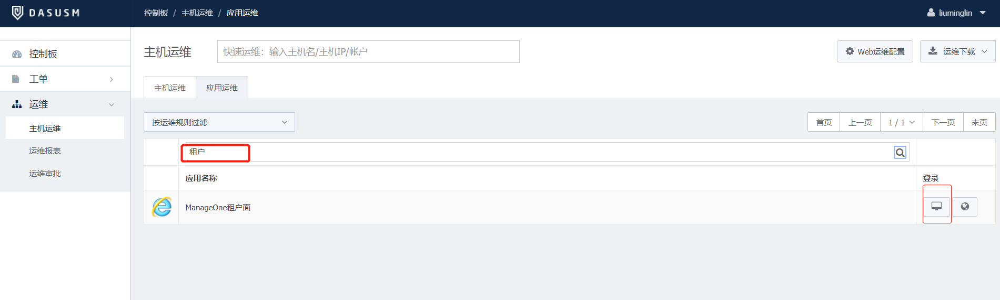 DASUSM
控制板 / 主机运维 / 应用运维
liuminglin
控制板
工单
运维
主机运维
运维报表
运维审批
主机运维
快速运维：输入主机名/主机IP/帐户
Web运维配置
运维下载
主机运维
应用运维
按运维规则过滤
首页
上一页
1 / 1
下一页
末页
租户
应用名称
登录
ManageOne租户面